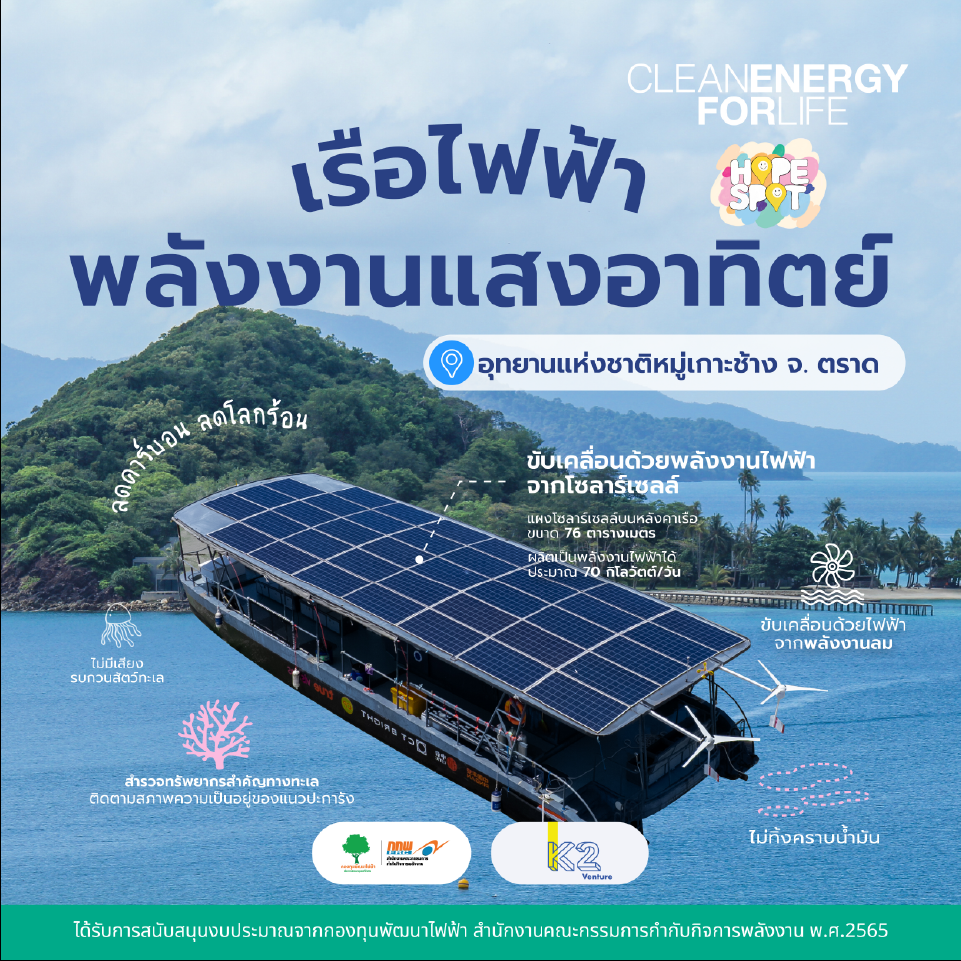 CLEANENERGY
FORLIFE
HOPE
SPOT
เรือไฟฟ้า
พลังงานแสงอาทิตย์
อุทยานแห่งชาติหมู่เกาะช้าง จ. ตราด
ลดคาร์บอน ลดโลกร้อน
ขับเคลื่อนด้วยพลังงานไฟฟ้า
จากโซลาร์เซลล์
แผงโซลาร์เซลล์บนหลังคาเรือ
ขนาด 76 ตารางเมตร
ผลิตเป็นพลังงานไฟฟ้าได้
ประมาณ 70 กิโลวัตต์/วัน
ขับเคลื่อนด้วยไฟฟ้า
จากพลังงานลม
ไม่มีเสียง
รบกวนสัตว์ทะเล
สำรวจทรัพยากรสำคัญทางทะเล
ติดตามสภาพความเป็นอยู่ของแนวปะการัง
ไม่ทิ้งคราบน้ำมัน
กกพ
K2
Venture
ได้รับการสนับสนุนงบประมาณจากกองทุนพัฒนาไฟฟ้า สำนักงานคณะกรรมการกำกับกิจการพลังงาน พ.ศ.2565